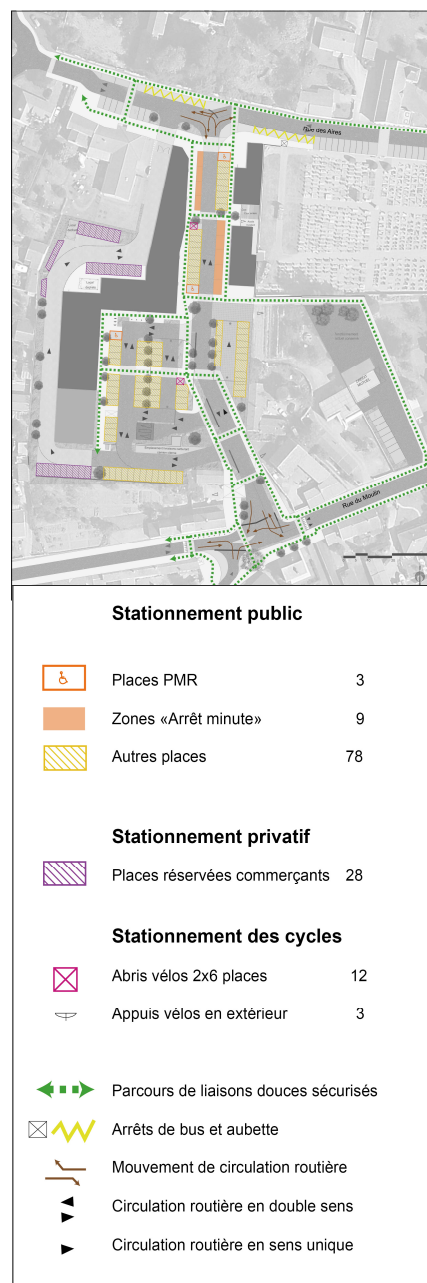 Rue des Aires
Rue du Moulin
Stationnement public
Places PMR 3
Zones «Arrêt minute» 9
Autres places 78
Stationnement privatif
Places réservées commerçants 28
Stationnement des cycles
Abris vélos 2x6 places 12
Appuis vélos en extérieur 3
Parcours de liaisons douces sécurisés
Arrêts de bus et aubette
Mouvement de circulation routière
Circulation routière en double sens
Circulation routière en sens unique